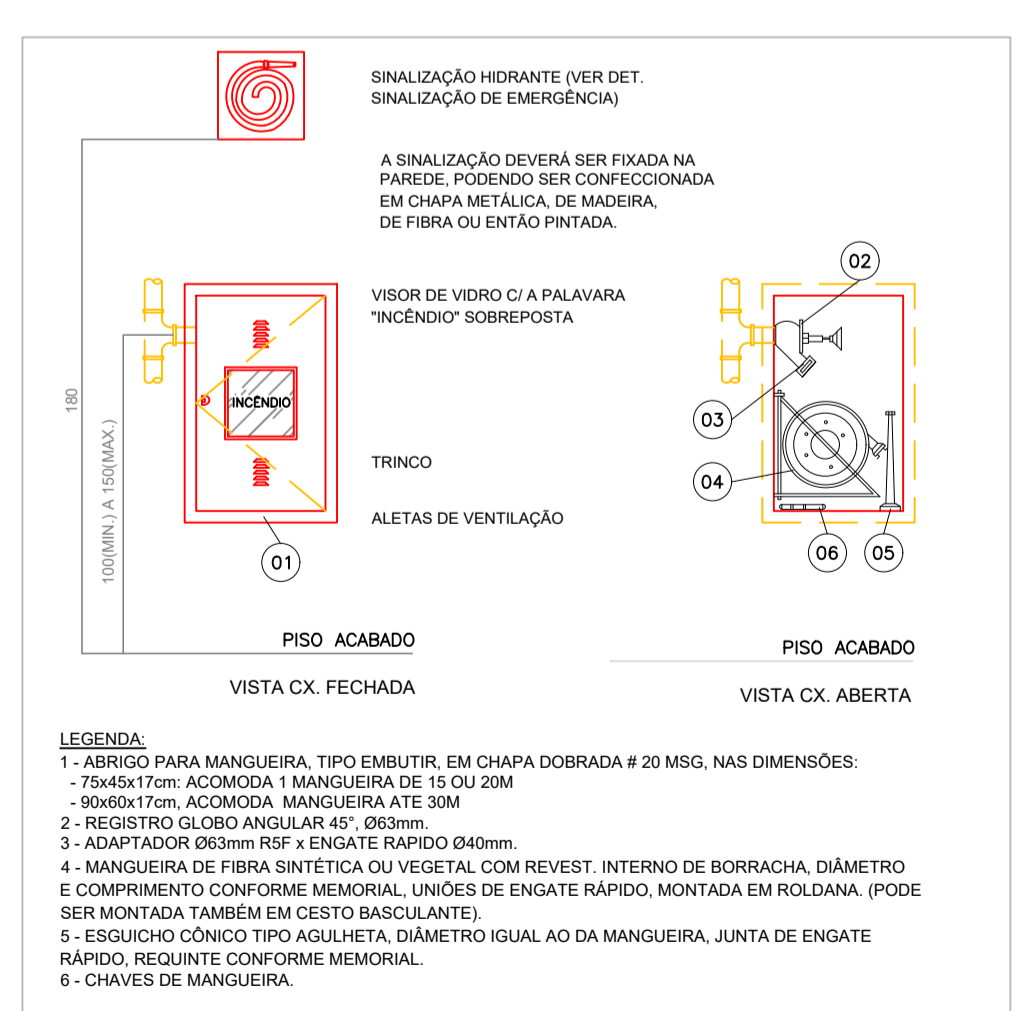 SINALIZAÇÃO HIDRANTE (VER DET.
SINALIZAÇÃO DE EMERGÊNCIA)
A SINALIZAÇÃO DEVERÁ SER FIXADA NA
PAREDE, PODENDO SER CONFECCIONADA
EM CHAPA METÁLICA, DE MADEIRA,
DE FIBRA OU ENTÃO PINTADA.
VISOR DE VIDRO C/ A PALAVARA
"INCÊNDIO" SOBREPOSTA
INCÊNDIO
TRINCO
ALETAS DE VENTILAÇÃO
180
100(MIN.) A 150(MAX.)
01
PISO ACABADO
VISTA CX. FECHADA
02
03
04
06
05
PISO ACABADO
VISTA CX. ABERTA
LEGENDA:
1 - ABRIGO PARA MANGUEIRA, TIPO EMBUTIR, EM CHAPA DOBRADA # 20 MSG, NAS DIMENSÕES:
- 75x45x17cm: ACOMODA 1 MANGUEIRA DE 15 OU 20M
- 90x60x17cm, ACOMODA MANGUEIRA ATE 30M
2 - REGISTRO GLOBO ANGULAR 45°, Ø63mm.
3 - ADAPTADOR Ø63mm R5F x ENGATE RAPIDO Ø40mm.
4 - MANGUEIRA DE FIBRA SINTÉTICA OU VEGETAL COM REVEST. INTERNO DE BORRACHA, DIÂMETRO
E COMPRIMENTO CONFORME MEMORIAL, UNIÕES DE ENGATE RÁPIDO, MONTADA EM ROLDANA. (PODE
SER MONTADA TAMBÉM EM CESTO BASCULANTE).
5 - ESGUICHO CÔNICO TIPO AGULHETA, DIÂMETRO IGUAL AO DA MANGUEIRA, JUNTA DE ENGATE
RÁPIDO, REQUINTE CONFORME MEMORIAL.
6 - CHAVES DE MANGUEIRA.